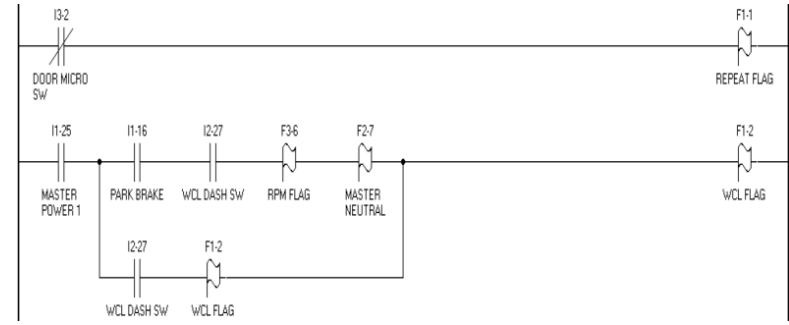 I3-2 F1-1
DOOR MICRO REPEAT FLAG
SW
I1-25 I1-16 I2-27 F3-6 F2-7 F1-2
MASTER PARK BRAKE WCL DASH SW RPM FLAG MASTER WCL FLAG
POWER 1 NEUTRAL
I2-27 F1-2
WCL DASH SW WCL FLAG